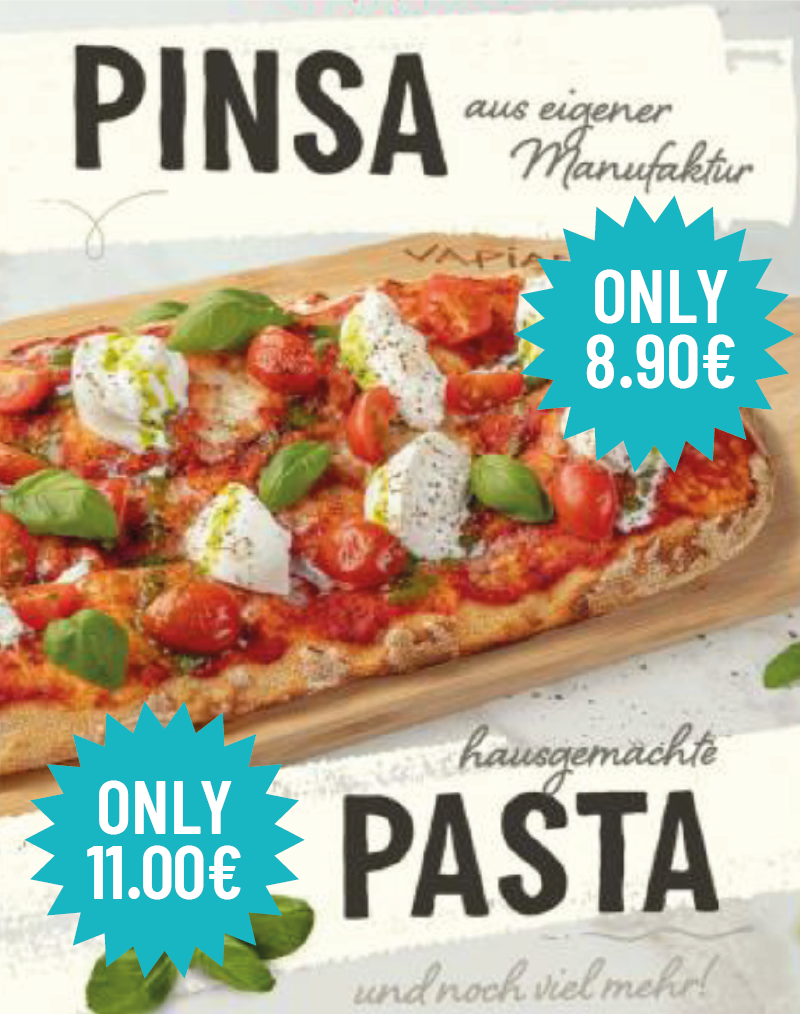 PINSA
aus eigener
Manufaktur
ONLY
8.90€
hausgemachte
PASTA
ONLY
11.00€
und noch viel mehr!